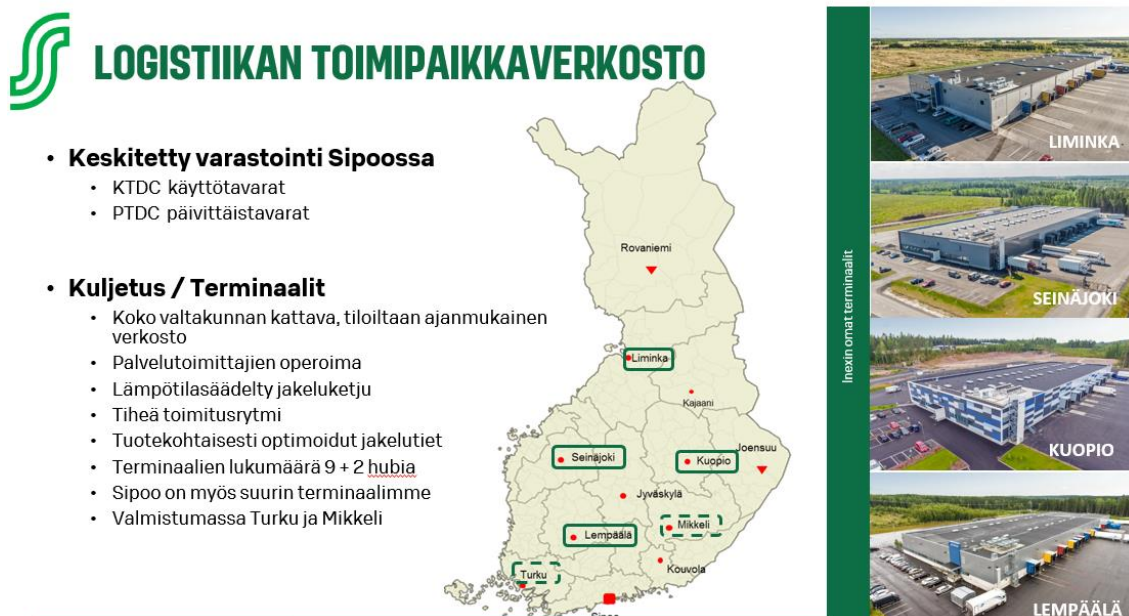 LOGISTIIKAN TOIMIPAIKKAVERKOSTO
• Keskitetty varastointi Sipoossa
• KTDC käyttötavarat
• PTDC päivittäistavarat
• Kuljetus / Terminaalit
• Koko valtakunnan kattava, tiloiltaan ajanmukainen
verkosto
• Palvelutoimittajien operoima
• Lämpötilasäädelty jakeluketju
• Tiheä toimitusrytmi
• Tuotekohtaisesti optimoidut jakelutiet
• Terminaalien lukumäärä 9 + 2 hubia
• Sipoo on myös suurin terminaalimme
• Valmistumassa Turku ja Mikkeli
Rovaniemi
Liminka
Kajaani
Joensuu
Seinäjoki
Kuopio
Jyväskylä
Mikkeli
Lempäälä
Kouvola
Turku
Sipoo
Inexin omat terminaalit
LIMINKA
SEINÄJOKI
KUOPIO
LEMPÄÄLÄ